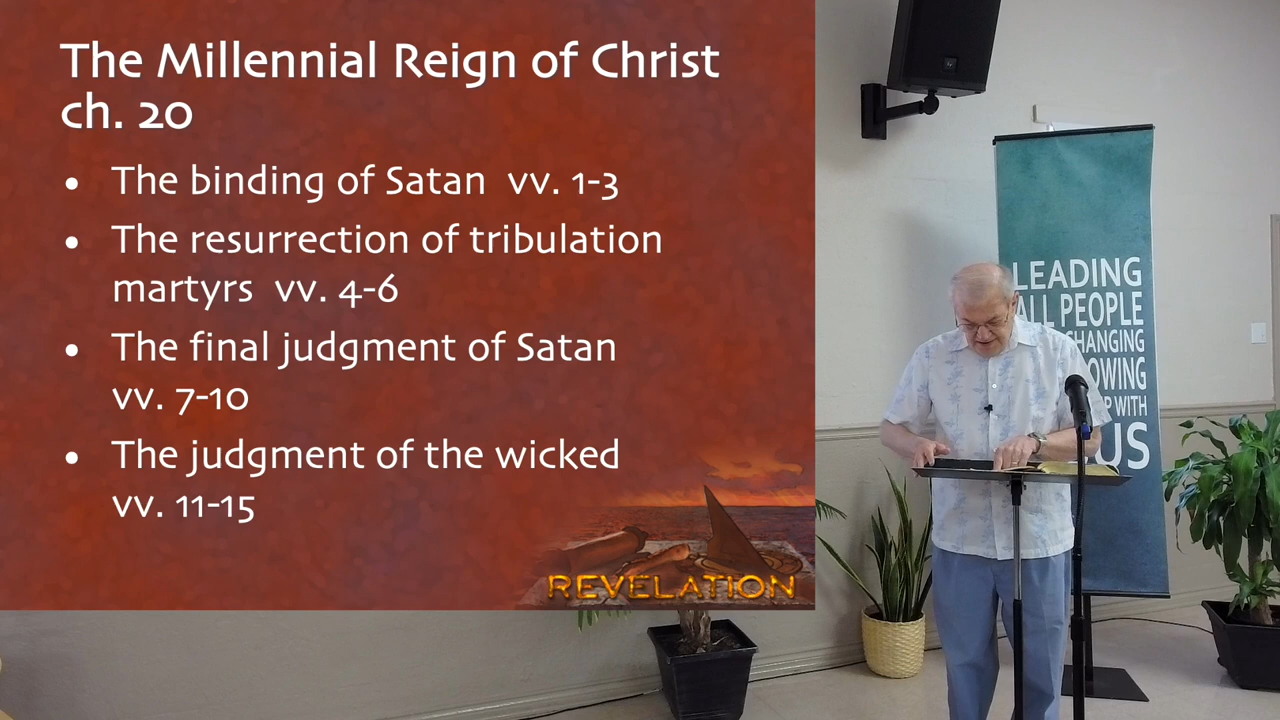 The Millennial Reign of Christ
ch. 20
• The binding of Satan vv. 1-3
• The resurrection of tribulation
martyrs vv. 4-6
• The final judgment of Satan
vv. 7-10
• The judgment of the wicked
vv. 11-15
REVELATION
LEADING
ALL PEOPLE
CHANGING
OWING
WITH
US